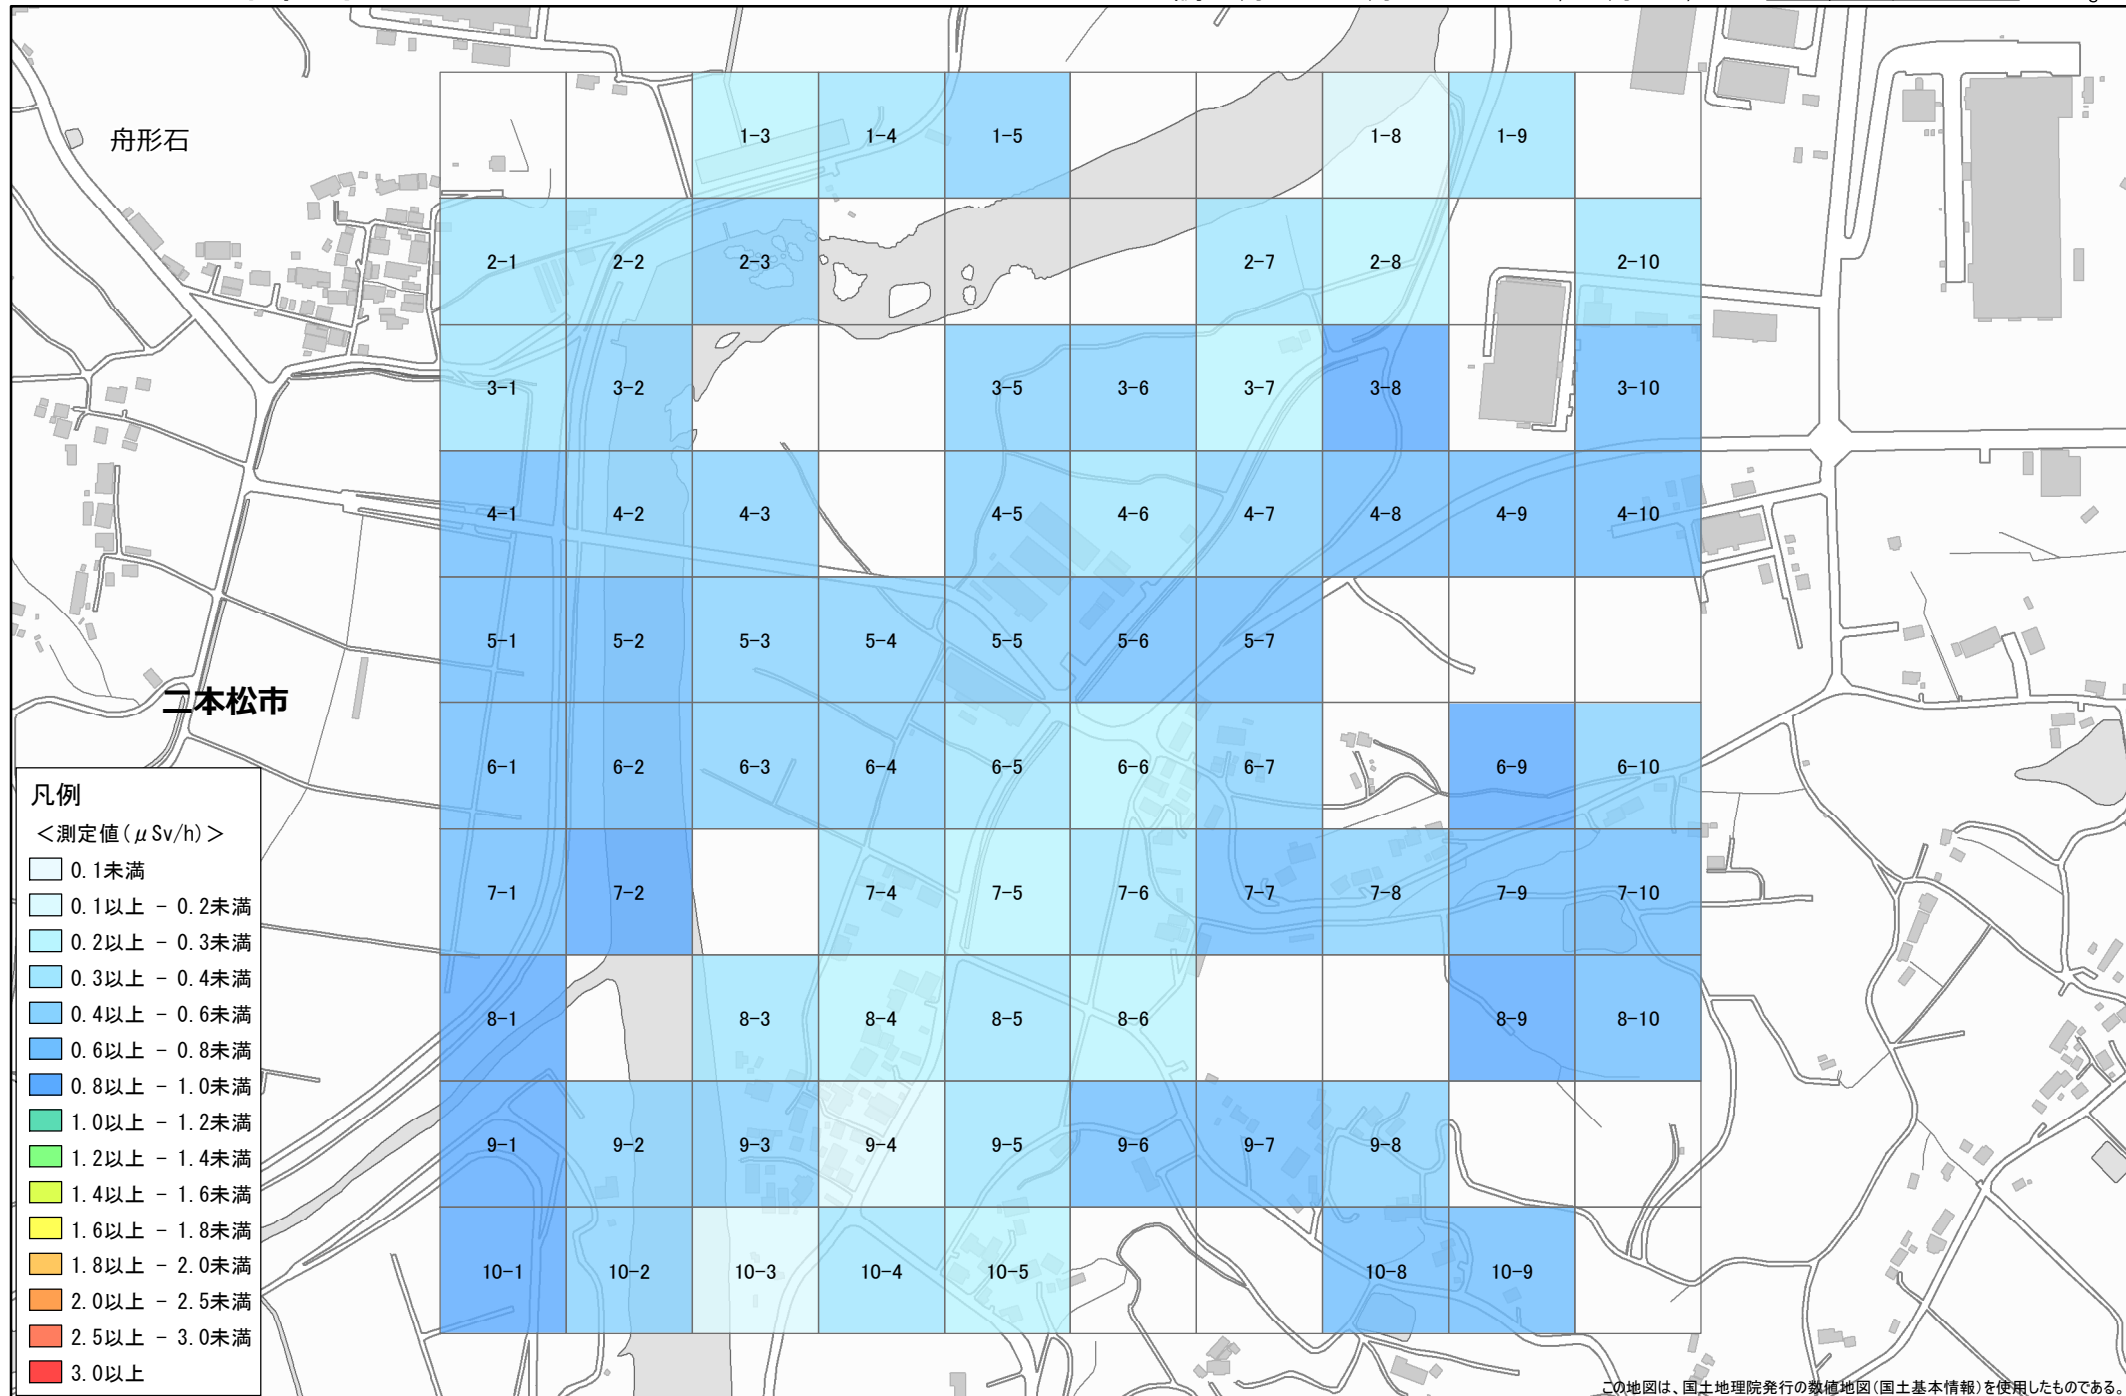 舟形石
1-3 1-4 1-5 1-8 1-9
2-1 2-2 2-3 2-7 2-8 2-10
3-1 3-2 3-5 3-6 3-7 3-8 3-10
4-1 4-2 4-3 4-5 4-6 4-7 4-8 4-9 4-10
5-1 5-2 5-3 5-4 5-5 5-6 5-7
二本松市
6-1 6-2 6-3 6-4 6-5 6-6 6-7 6-9 6-10
7-1 7-2 7-4 7-5 7-6 7-7 7-8 7-9 7-10
8-1 8-3 8-4 8-5 8-6 8-9 8-10
9-1 9-2 9-3 9-4 9-5 9-6 9-7 9-8
10-1 10-2 10-3 10-4 10-5 10-8 10-9
凡例
＜測定値(μSv/h)＞
0.1未満
0.1以上 - 0.2未満
0.2以上 - 0.3未満
0.3以上 - 0.4未満
0.4以上 - 0.6未満
0.6以上 - 0.8未満
0.8以上 - 1.0未満
1.0以上 - 1.2未満
1.2以上 - 1.4未満
1.4以上 - 1.6未満
1.6以上 - 1.8未満
1.8以上 - 2.0未満
2.0以上 - 2.5未満
2.5以上 - 3.0未満
3.0以上
この地図は、国土地理院発行の数値地図(国土基本情報)を使用したものである。